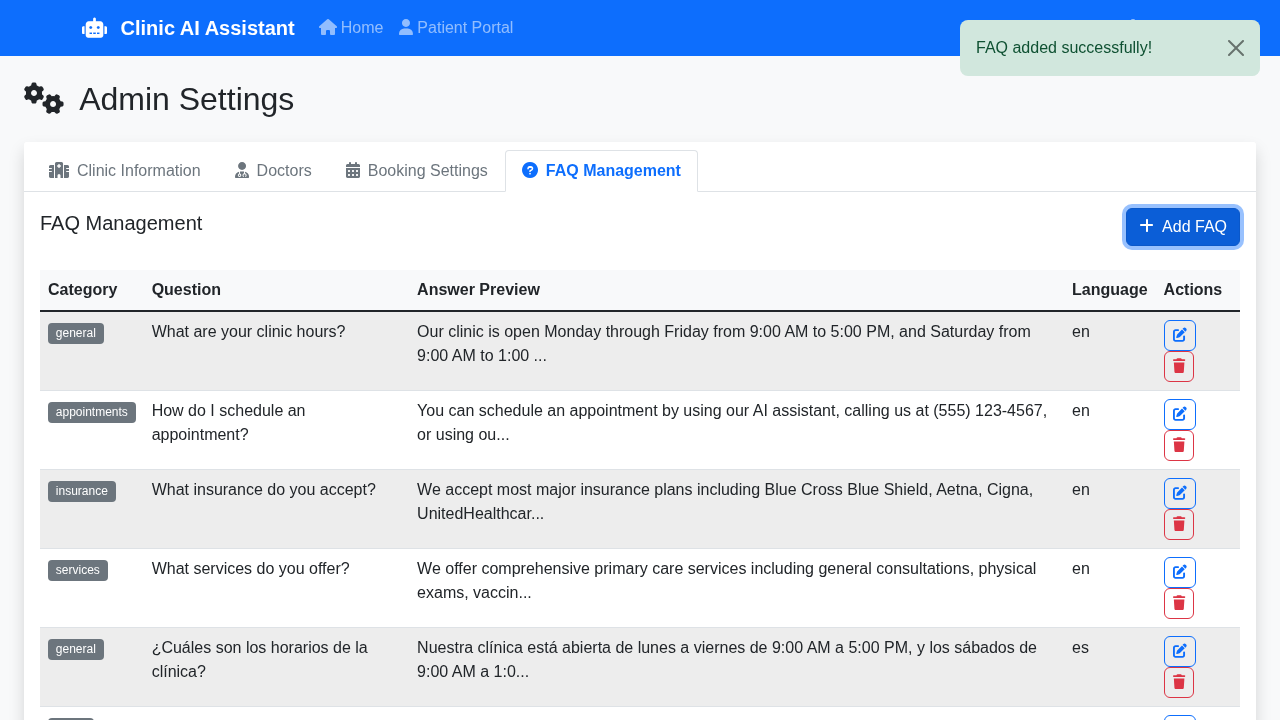 Clinic AI Assistant
Home
Patient Portal
FAQ added successfully!
Admin Settings
Clinic Information
Doctors
Booking Settings
FAQ Management
FAQ Management
Add FAQ
Category Question Answer Preview Language Actions
general What are your clinic hours? Our clinic is open Monday through Friday from 9:00 AM to 5:00 PM, and Saturday from en
9:00 AM to 1:00 ...
appointments How do I schedule an You can schedule an appointment by using our AI assistant, calling us at (555) 123-4567, en
appointment? or using ou...
insurance What insurance do you accept? We accept most major insurance plans including Blue Cross Blue Shield, Aetna, Cigna, en
UnitedHealthcar...
services What services do you offer? We offer comprehensive primary care services including general consultations, physical en
exams, vaccin...
general ¿Cuáles son los horarios de la Nuestra clínica está abierta de lunes a viernes de 9:00 AM a 5:00 PM, y los sábados de es
clínica? 9:00 AM a 1:0...